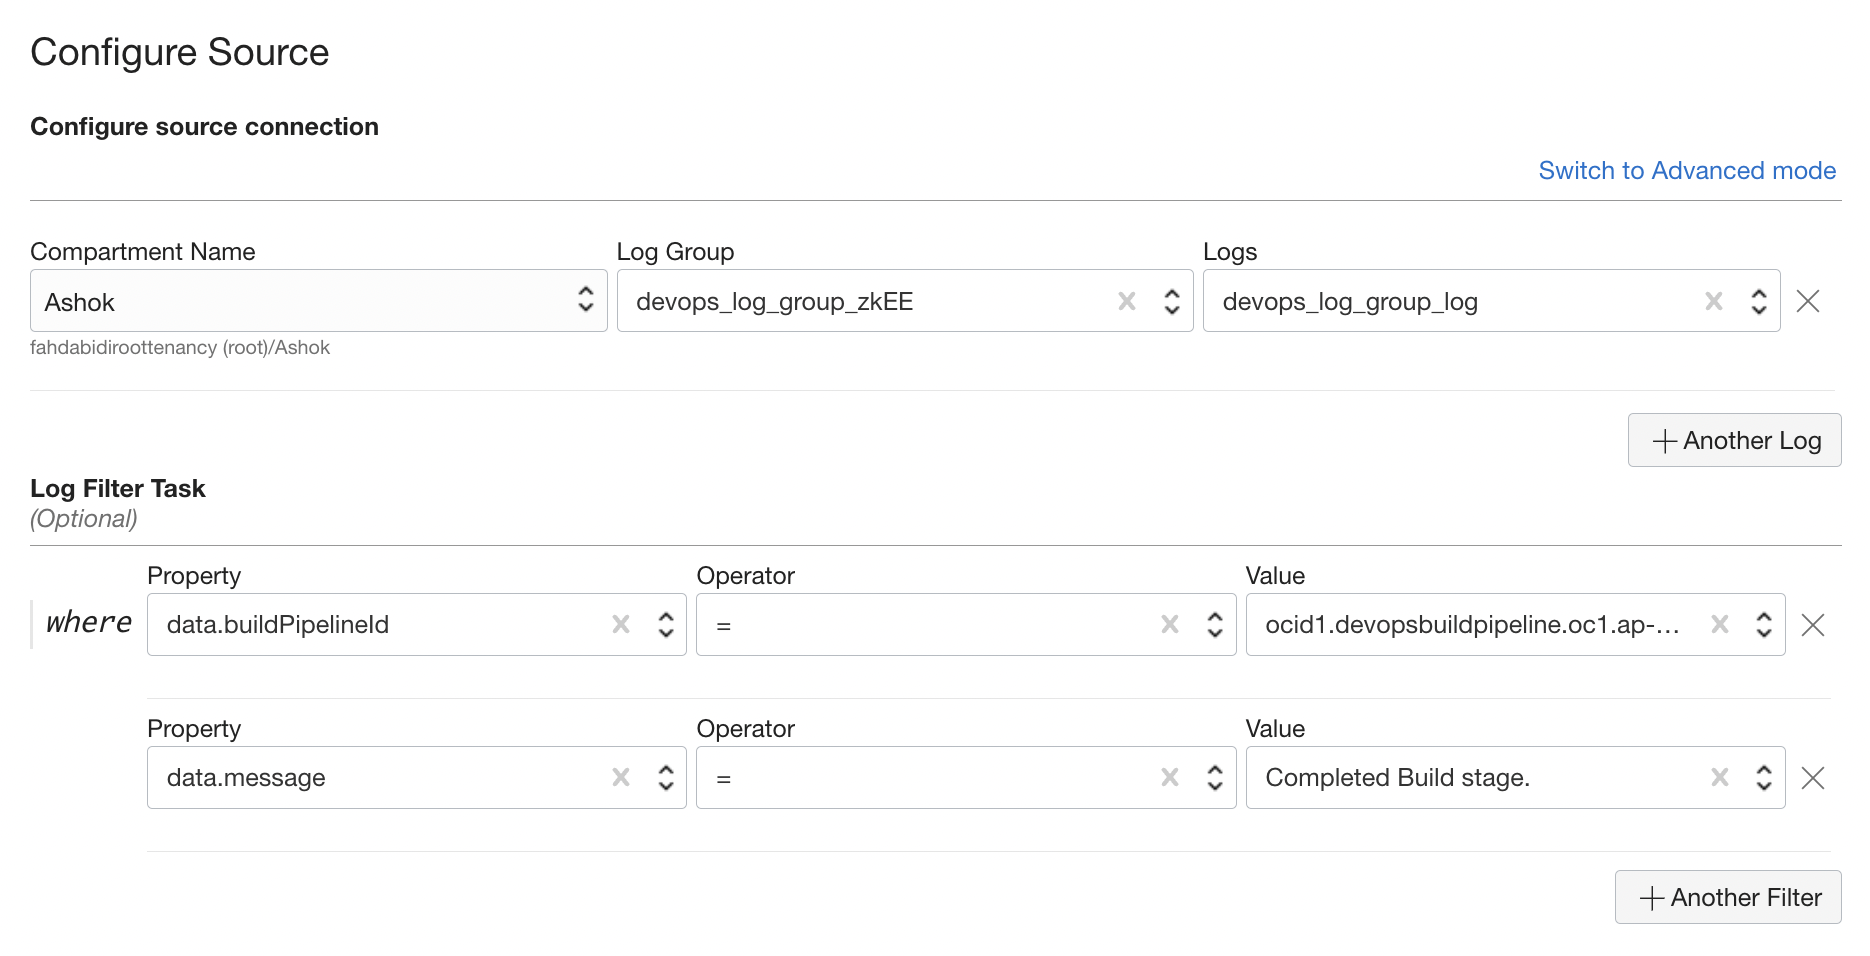 Configure Source
Configure source connection
Switch to Advanced mode
Compartment Name Log Group Logs
Ashok devops_log_group_zkEE devops_log_group_log
fahdabidiroottenancy (root)/Ashok
Another Log
Log Filter Task
(Optional)
Property Operator Value
where data.buildPipelineId = ocid1.devopsbuildpipeline.oc1.ap-...
Property Operator Value
data.message = Completed Build stage.
Another Filter